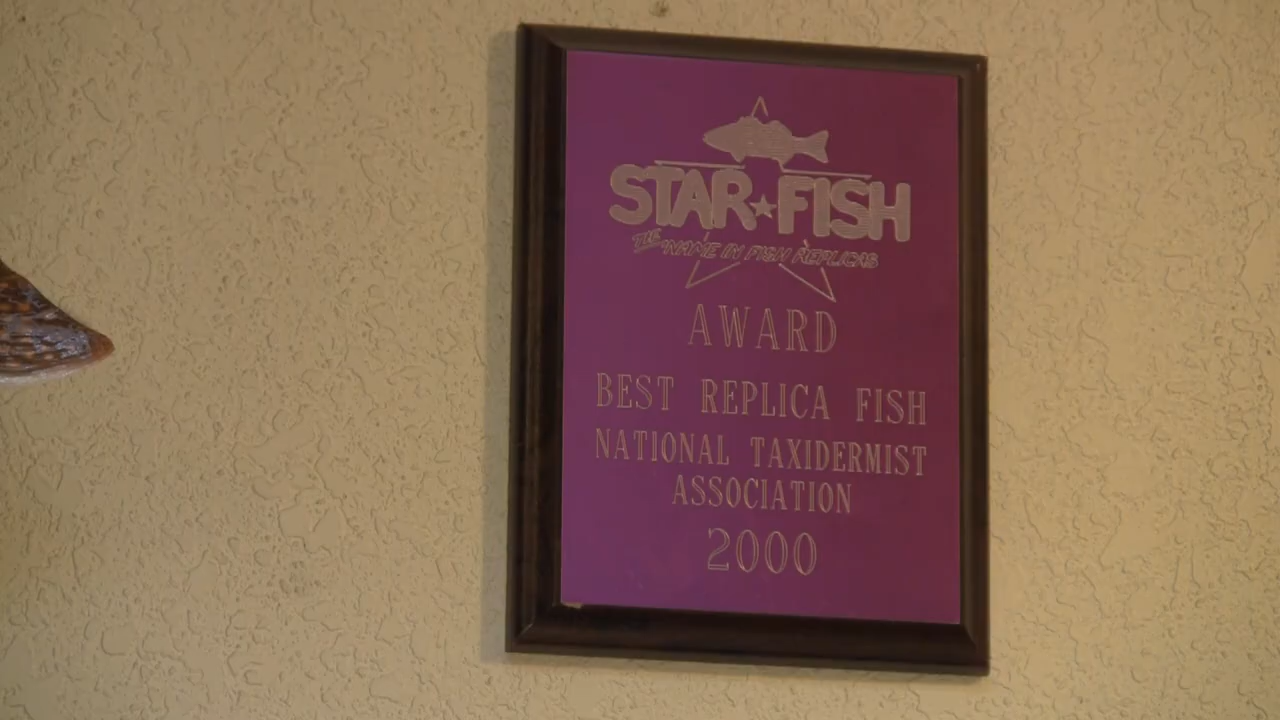 STAR★FISH
THE "NAME IN FISH REPLICAS
AWARD
BEST REPLICA FISH
NATIONAL TAXIDERMIST
ASSOCIATION
2000